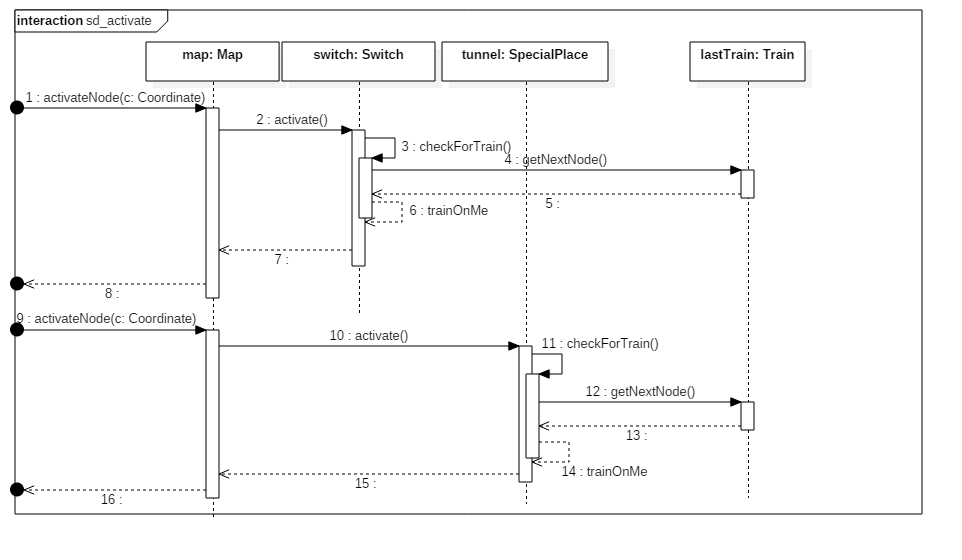 interaction sd_activate
map: Map
switch: Switch
tunnel: SpecialPlace
lastTrain: Train
1 : activateNode(c: Coordinate)
2 : activate()
3 : checkForTrain()
4 : getNextNode()
5 :
6 : trainOnMe
7 :
8 :
9 : activateNode(c: Coordinate)
10 : activate()
11 : checkForTrain()
12 : getNextNode()
13 :
14 : trainOnMe
15 :
16 :